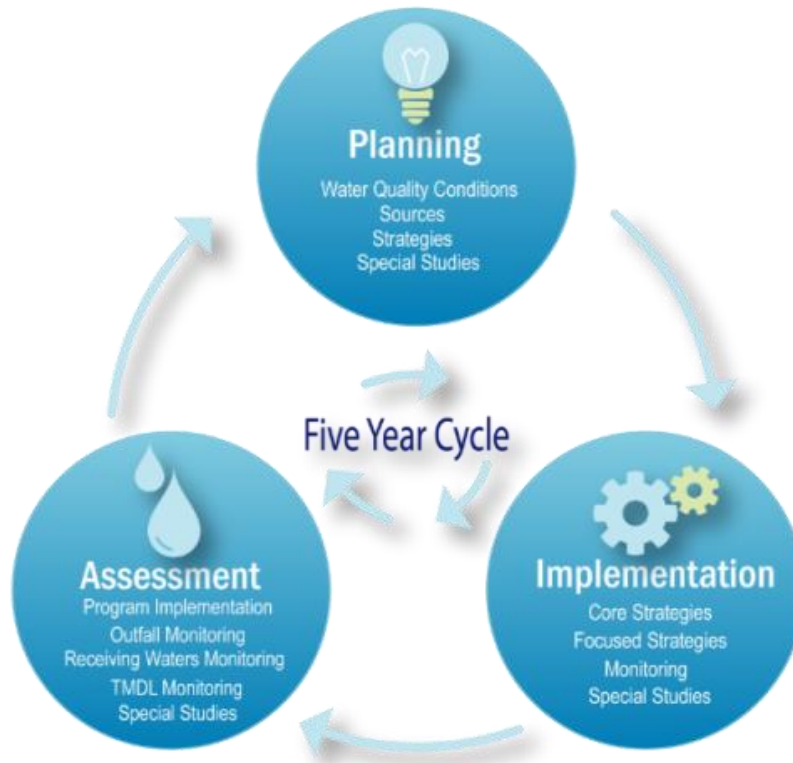 Planning
Water Quality Conditions
Sources
Strategies
Special Studies
Five Year Cycle
Assessment
Program Implementation
Outfall Monitoring
Receiving Waters Monitoring
TMDL Monitoring
Special Studies
Implementation
Core Strategies
Focused Strategies
Monitoring
Special Studies